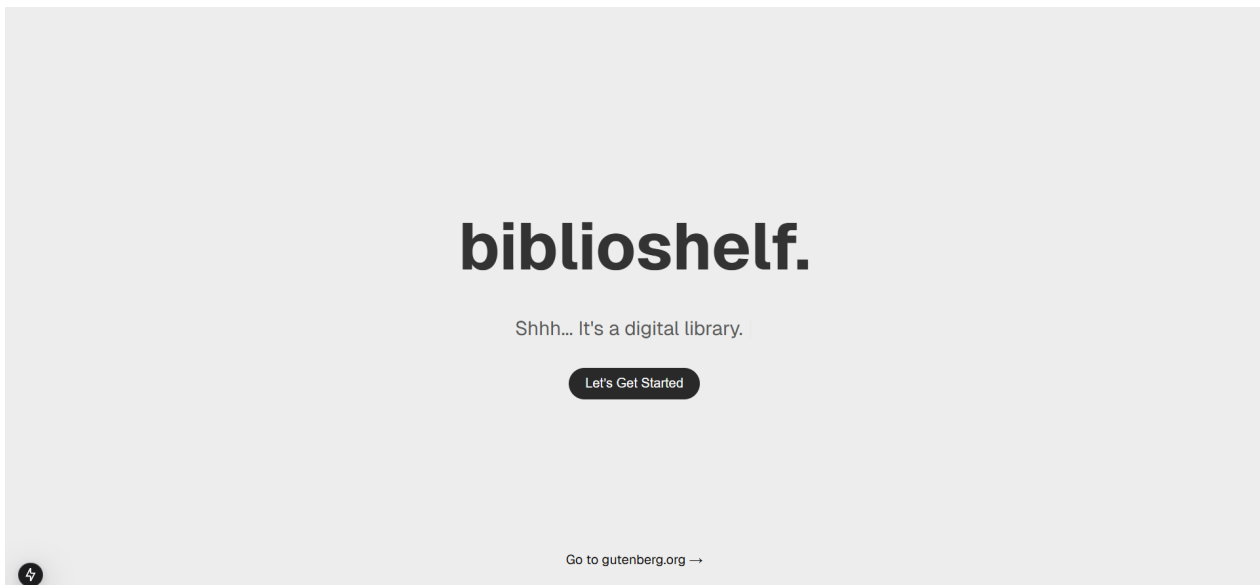 biblioshelf.
Shhh... It's a digital library.
Let's Get Started
Go to gutenberg.org →